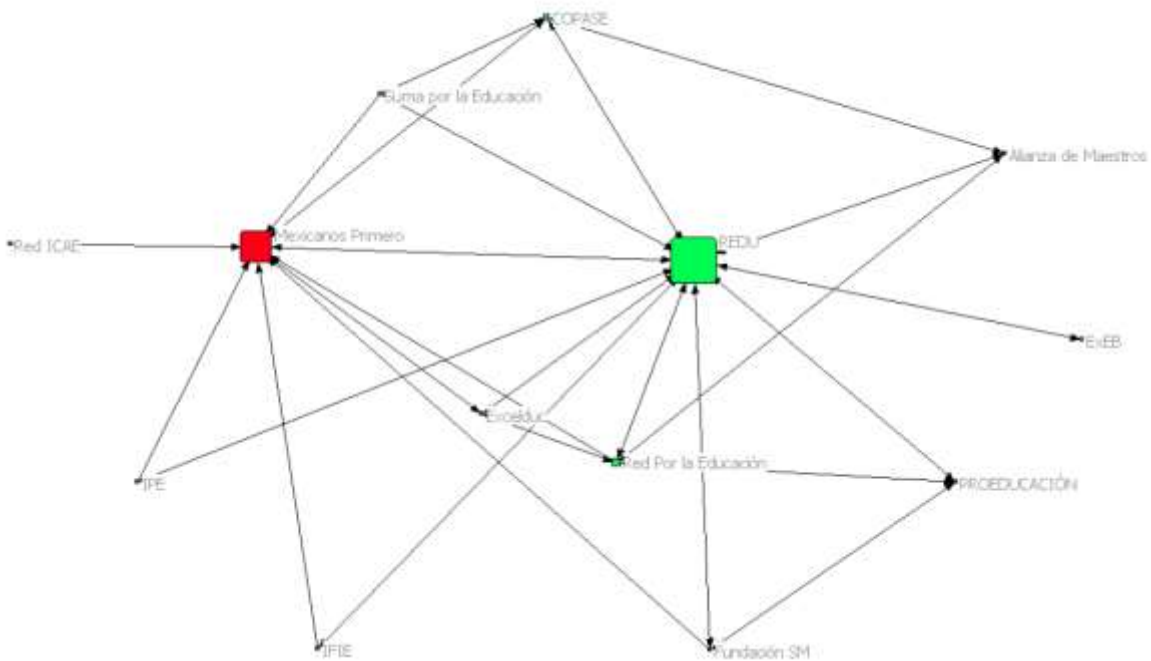 COPASE
Suma por la Educación
Alianza de Maestros
Mexicanos Primero
REDU
Red ICAE
ExEB
Exceduc
Red Por la Educación
IPE
PROEDUCACIÓN
IFIE
Fundación SM